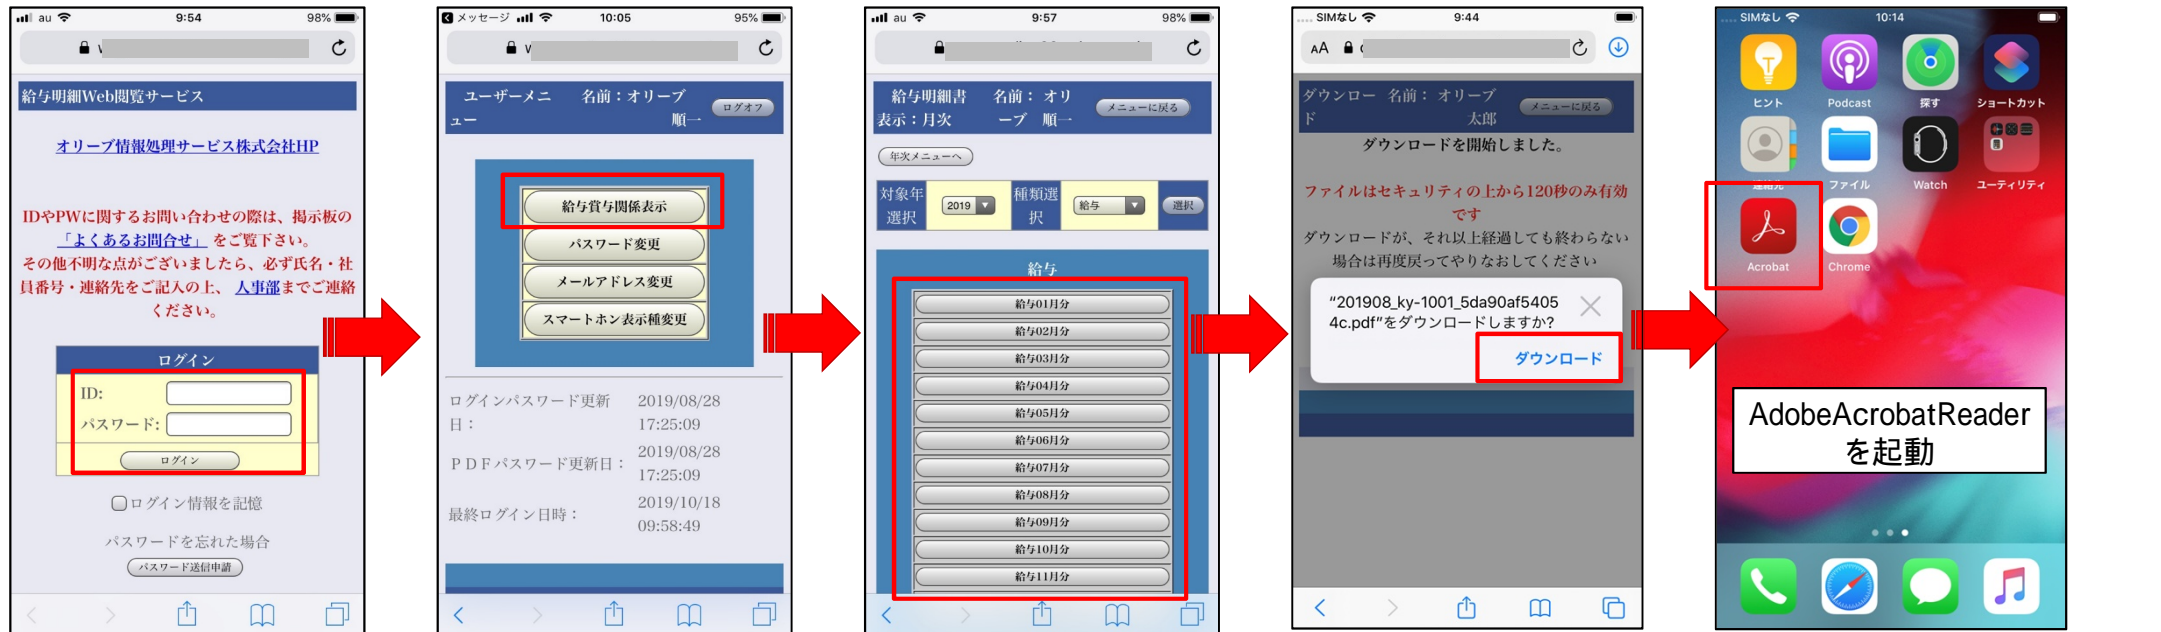 au 9:54 98%
給与明細Web閲覧サービス
オリーブ情報処理サービス株式会社HP
IDやPWに関するお問い合わせの際は、掲示板の
「よくあるお問合せ」 をご覧下さい。
その他不明な点がございましたら、必ず氏名・社
員番号・連絡先をご記入の上、 人事部までご連絡
ください。
ログイン
ID:
パスワード:
ログイン
ログイン情報を記憶
パスワードを忘れた場合
パスワード送信申請
メッセージ 10:05 95%
ユーザーメニ 名前：オリーブ ログオフ
ュー 順一
給与賞与関係表示
パスワード変更
メールアドレス変更
スマートホン表示種変更
ログインパスワード更新 2019/08/28
日： 17:25:09
ＰＤＦパスワード更新日： 2019/08/28
17:25:09
最終ログイン日時： 2019/10/18
09:58:49
au 9:57 98%
給与明細書 名前： オリ メニューに戻る
表示：月次 ーブ 順一
年次メニューへ
対象年 2019 種類選 給与 選択
選択 択
給与
給与01月分
給与02月分
給与03月分
給与04月分
給与05月分
給与06月分
給与07月分
給与08月分
給与09月分
給与10月分
給与11月分
SIMなし 9:44
AA
ダウンロー 名前： オリーブ メニューに戻る
ド 太郎
ダウンロードを開始しました。
ファイルはセキュリティの上から120秒のみ有効
です
ダウンロードが、それ以上経過しても終わらない
場合は再度戻ってやりなおしてください
“201908_ky-1001_5da90af5405
4c.pdf”をダウンロードしますか?
ダウンロード
SIMなし 10:14
ヒント Podcast 探す ショートカット
連絡先 ファイル Watch ユーティリティ
Acrobat Chrome
AdobeAcrobatReader
を起動